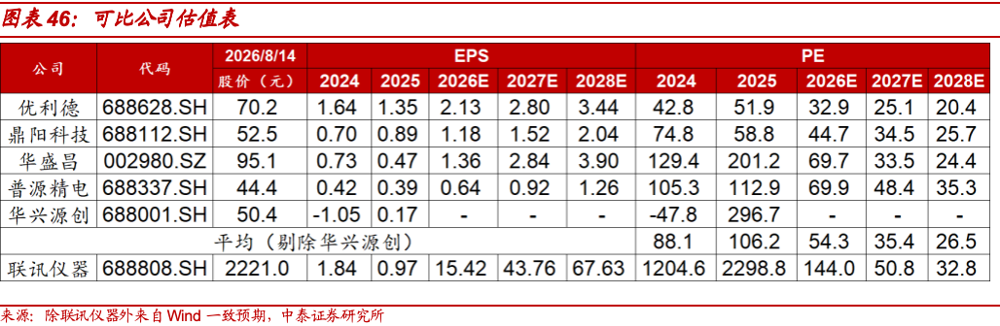 图表46：可比公司估值表
公司 代码 2026/8/14 EPS PE
股价（元） 2024 2025 2026E 2027E 2028E 2024 2025 2026E 2027E 2028E
优利德 688628.SH 70.2 1.64 1.35 2.13 2.80 3.44 42.8 51.9 32.9 25.1 20.4
鼎阳科技 688112.SH 52.5 0.70 0.89 1.18 1.52 2.04 74.8 58.8 44.7 34.5 25.7
华盛昌 002980.SZ 95.1 0.73 0.47 1.36 2.84 3.90 129.4 201.2 69.7 33.5 24.4
普源精电 688337.SH 44.4 0.42 0.39 0.64 0.92 1.26 105.3 112.9 69.9 48.4 35.3
华兴源创 688001.SH 50.4 -1.05 0.17 - - - -47.8 296.7 - - -
平均（剔除华兴源创） 88.1 106.2 54.3 35.4 26.5
联讯仪器 688808.SH 2221.0 1.84 0.97 15.42 43.76 67.63 1204.6 2298.8 144.0 50.8 32.8
来源：除联讯仪器外来自 Wind 一致预期，中泰证券研究所